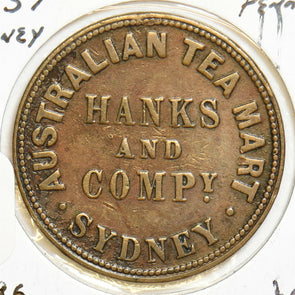 AUSTRALIAN TEA MART
HANKS
AND
COMPY.
SYDNEY